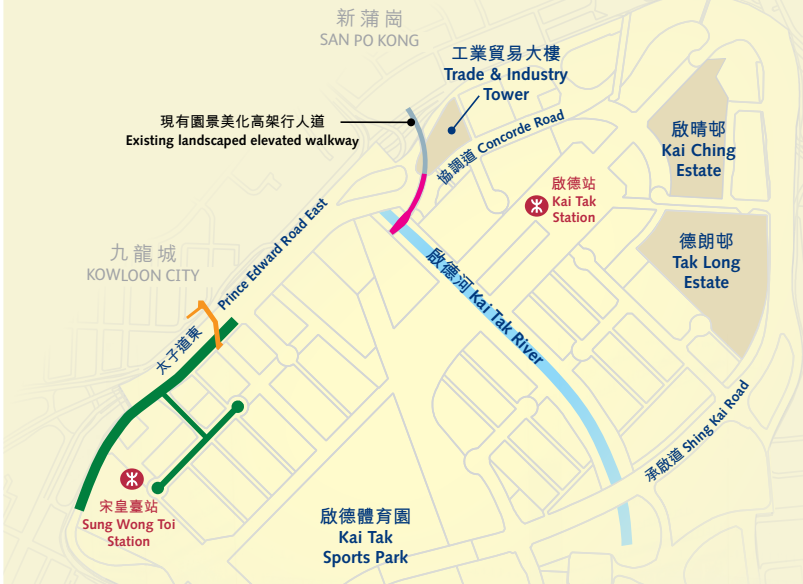 新蒲崗
SAN PO KONG
工業貿易大樓
Trade & Industry
Tower
現有園景美化高架行人道
Existing landscaped elevated walkway
協調道 Concorde Road
啟晴邨
Kai Ching
Estate
啟德站
Kai Tak
Station
九龍城
KOWLOON CITY
太子道東 Prince Edward Road East
德朗邨
Tak Long
Estate
啟德河 Kai Tak River
承啟道 Shing Kai Road
宋皇臺站
Sung Wong Toi
Station
啟德體育園
Kai Tak
Sports Park